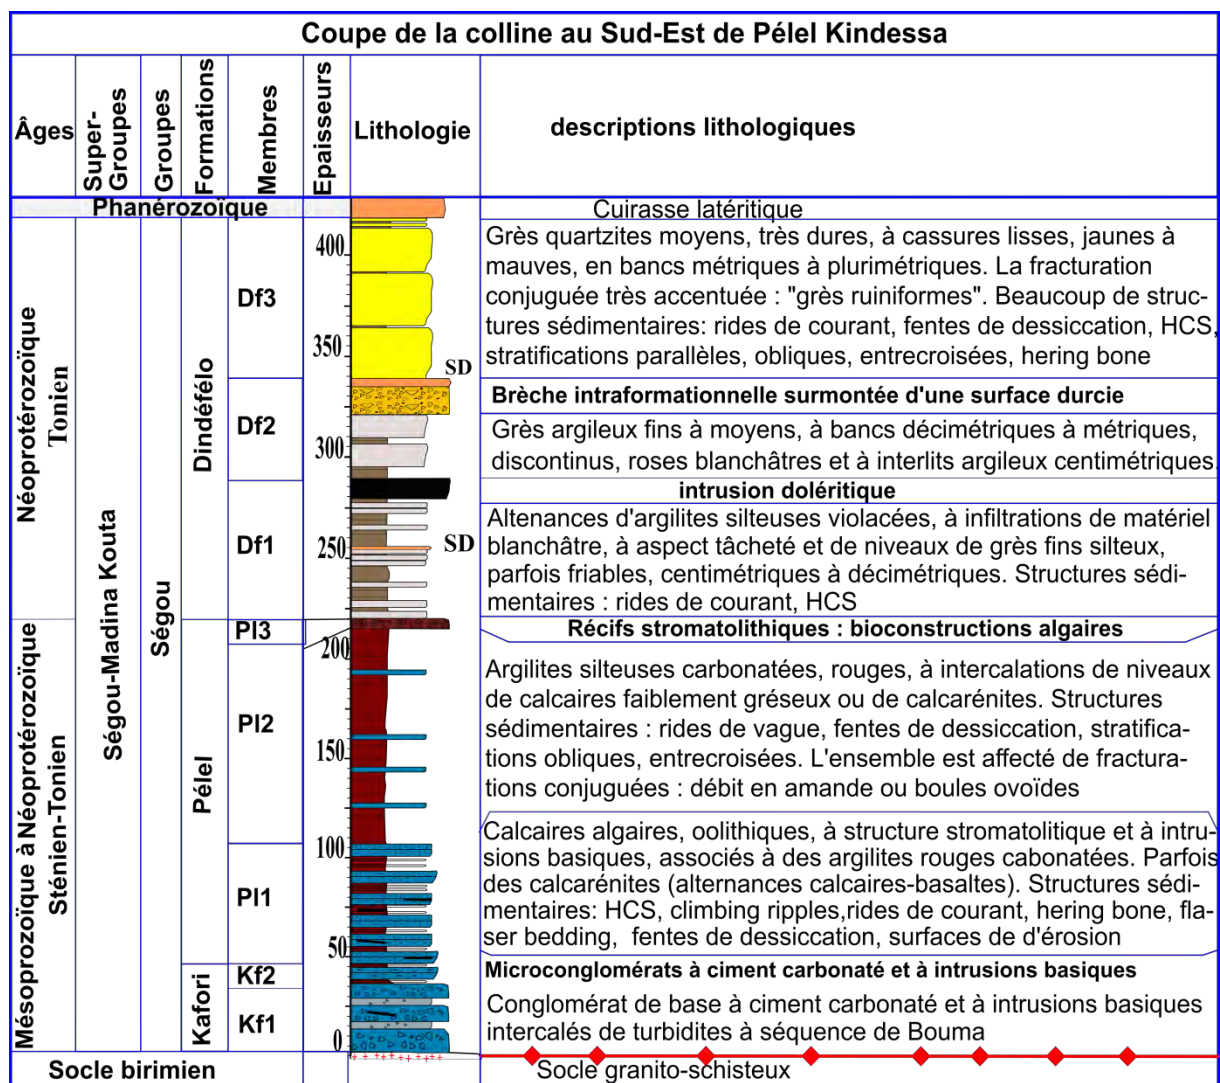 Coupe de la colline au Sud-Est de Pélel Kindessa
Âges
Super-
Groupes
Groupes
Formations
Membres
Epaisseurs
Lithologie
descriptions lithologiques
Phanérozoïque
Cuirasse latéritique
Néoprotérozoïque
Tonien
Mésoprozoïque à Néoprotérozoïque
Sténien-Tonien
Ségou-Madina Kouta
Ségou
Dindéfélo
Pélel
Kafori
Df3
Df2
Df1
Pl3
Pl2
Pl1
Kf2
Kf1
400
350
300
250
200
150
100
50
0
SD
SD
Grès quartzites moyens, très dures, à cassures lisses, jaunes à
mauves, en bancs métriques à plurimétriques. La fracturation
conjuguée très accentuée : "grès ruiniformes". Beaucoup de struc-
tures sédimentaires: rides de courant, fentes de dessiccation, HCS,
stratifications parallèles, obliques, entrecroisées, hering bone
Brèche intraformationnelle surmontée d'une surface durcie
Grès argileux fins à moyens, à bancs décimétriques à métriques,
discontinus, roses blanchâtres et à interlits argileux centimétriques.
intrusion doléritique
Altenances d'argilites silteuses violacées, à infiltrations de matériel
blanchâtre, à aspect tâcheté et de niveaux de grès fins silteux,
parfois friables, centimétriques à décimétriques. Structures sédi-
mentaires : rides de courant, HCS
Récifs stromatolithiques : bioconstructions algaires
Argilites silteuses carbonatées, rouges, à intercalations de niveaux
de calcaires faiblement gréseux ou de calcarénites. Structures
sédimentaires : rides de vague, fentes de dessiccation, stratifica-
tions obliques, entrecroisées. L'ensemble est affecté de fractura-
tions conjuguées : débit en amande ou boules ovoïdes
Calcaires algaires, oolithiques, à structure stromatolitique et à intru-
sions basiques, associés à des argilites rouges cabonatées. Parfois
des calcarénites (alternances calcaires-basaltes). Structures sédi-
mentaires: HCS, climbing ripples,rides de courant, hering bone, fla-
ser bedding, fentes de dessiccation, surfaces de d'érosion
Microconglomérats à ciment carbonaté et à intrusions basiques
Conglomérat de base à ciment carbonaté et à intrusions basiques
intercalés de turbidites à séquence de Bouma
Socle birimien
Socle granito-schisteux